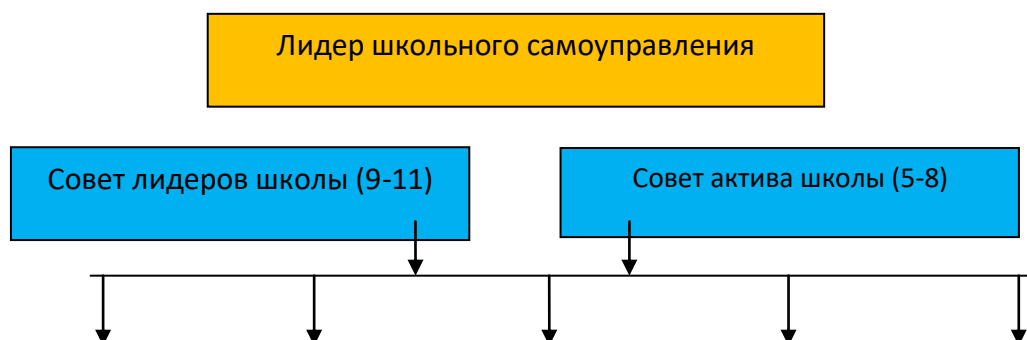 Лидер школьного самоуправления
Совет лидеров школы (9-11)
Совет актива школы (5-8)